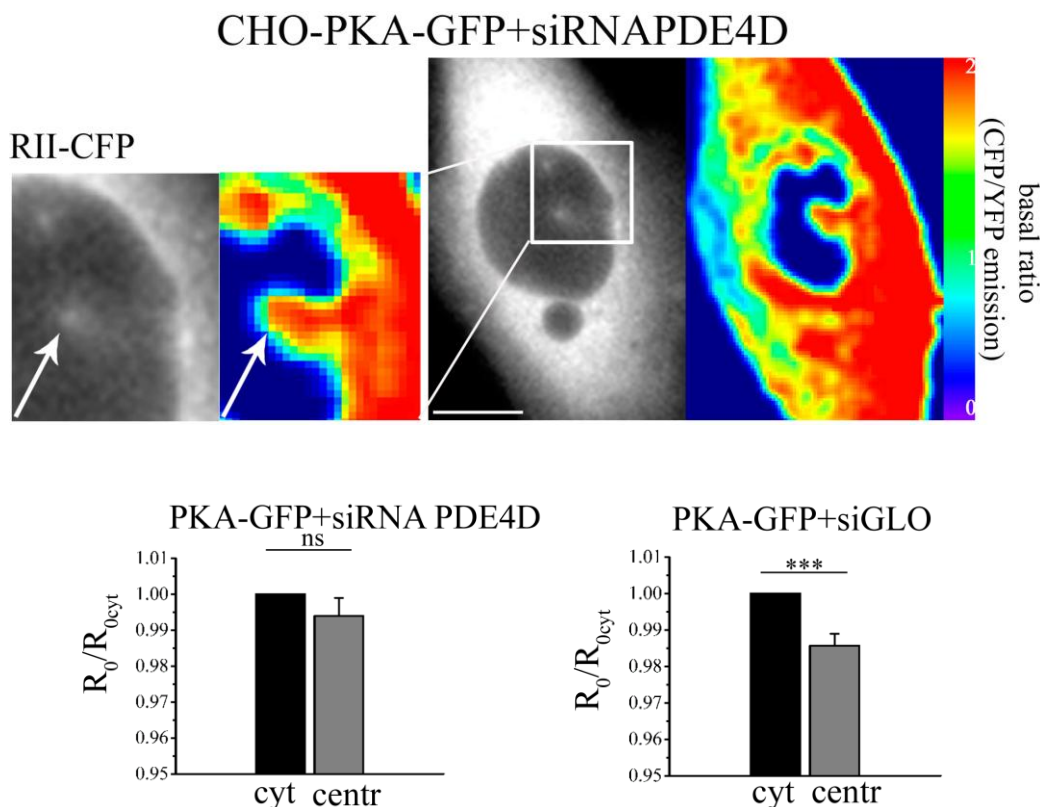 CHO-PKA-GFP+siRNAPDE4D
RII-CFP
2
1
0
basal ratio
(CFP/YFP emission)
PKA-GFP+siRNA PDE4D
ns
1.01
1.00
0.99
0.98
0.97
0.96
0.95
R0/R0cyt
cyt centr
PKA-GFP+siGLO
***
1.01
1.00
0.99
0.98
0.97
0.96
0.95
R0/R0cyt
cyt centr